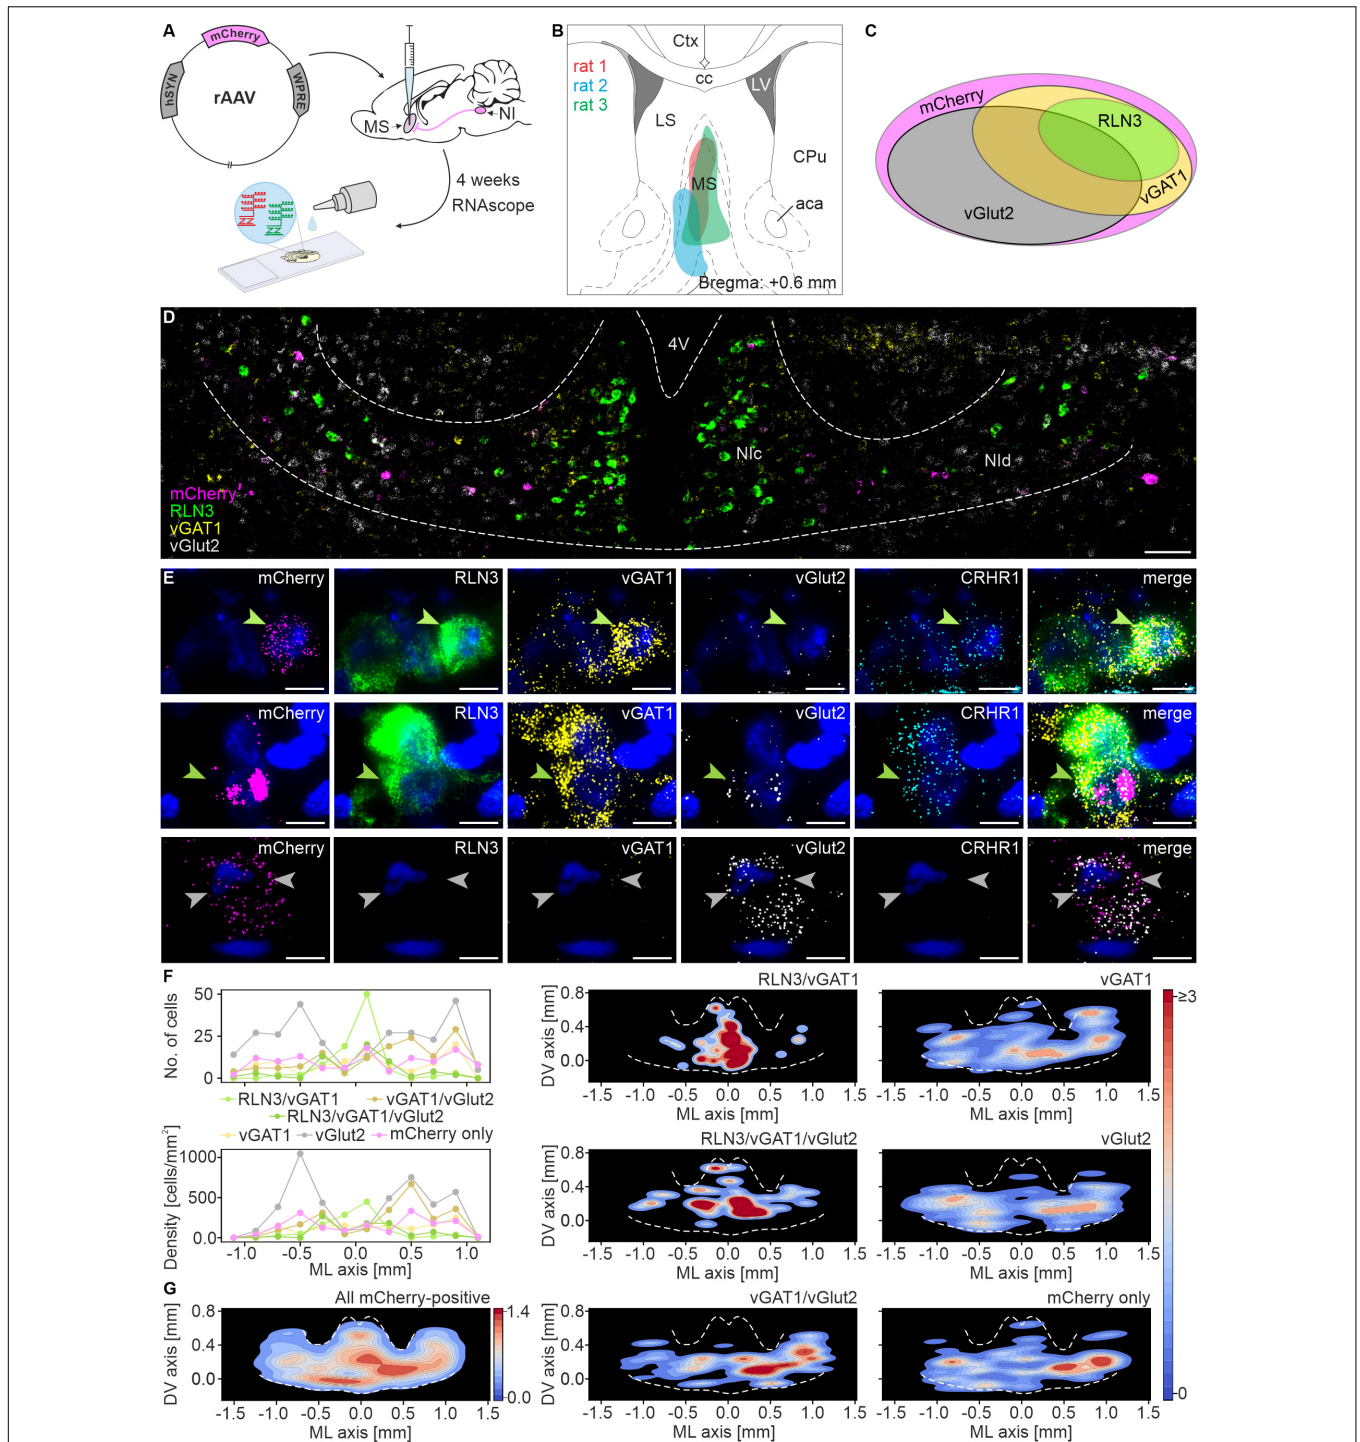 A
mCherry
hSYN
rAAV
WPRE
MS
NI
4 weeks
RNAscope
B
rat 1
rat 2
rat 3
Ctx
cc
LV
LS
MS
CPu
aca
Bregma: +0.6 mm
C
mCherry
RLN3
vGAT1
vGlut2
D
4V
NIc
NId
mCherry
RLN3
vGAT1
vGlut2
E
mCherry
RLN3
vGAT1
vGlut2
CRHR1
merge
mCherry
RLN3
vGAT1
vGlut2
CRHR1
merge
mCherry
RLN3
vGAT1
vGlut2
CRHR1
merge
F
No. of cells
50
25
0
RLN3/vGAT1
vGAT1/vGlut2
RLN3/vGAT1/vGlut2
vGAT1
vGlut2
mCherry only
Density [cells/mm²]
1000
500
0.0
-1.0 -0.5 0.0 0.5 1.0
ML axis [mm]
RLN3/vGAT1
DV axis [mm]
0.8
0.4
0.0
-1.5 -1.0 -0.5 0.0 0.5 1.0 1.5
ML axis [mm]
vGAT1
-1.5 -1.0 -0.5 0.0 0.5 1.0 1.5
ML axis [mm]
RLN3/vGAT1/vGlut2
DV axis [mm]
0.8
0.4
0.0
-1.5 -1.0 -0.5 0.0 0.5 1.0 1.5
ML axis [mm]
vGlut2
-1.5 -1.0 -0.5 0.0 0.5 1.0 1.5
ML axis [mm]
≥3
0
G
All mCherry-positive
DV axis [mm]
0.8
0.4
0.0
1.4
0.0
-1.5 -1.0 -0.5 0.0 0.5 1.0 1.5
ML axis [mm]
vGAT1/vGlut2
DV axis [mm]
0.8
0.4
0.0
-1.5 -1.0 -0.5 0.0 0.5 1.0 1.5
ML axis [mm]
mCherry only
-1.5 -1.0 -0.5 0.0 0.5 1.0 1.5
ML axis [mm]